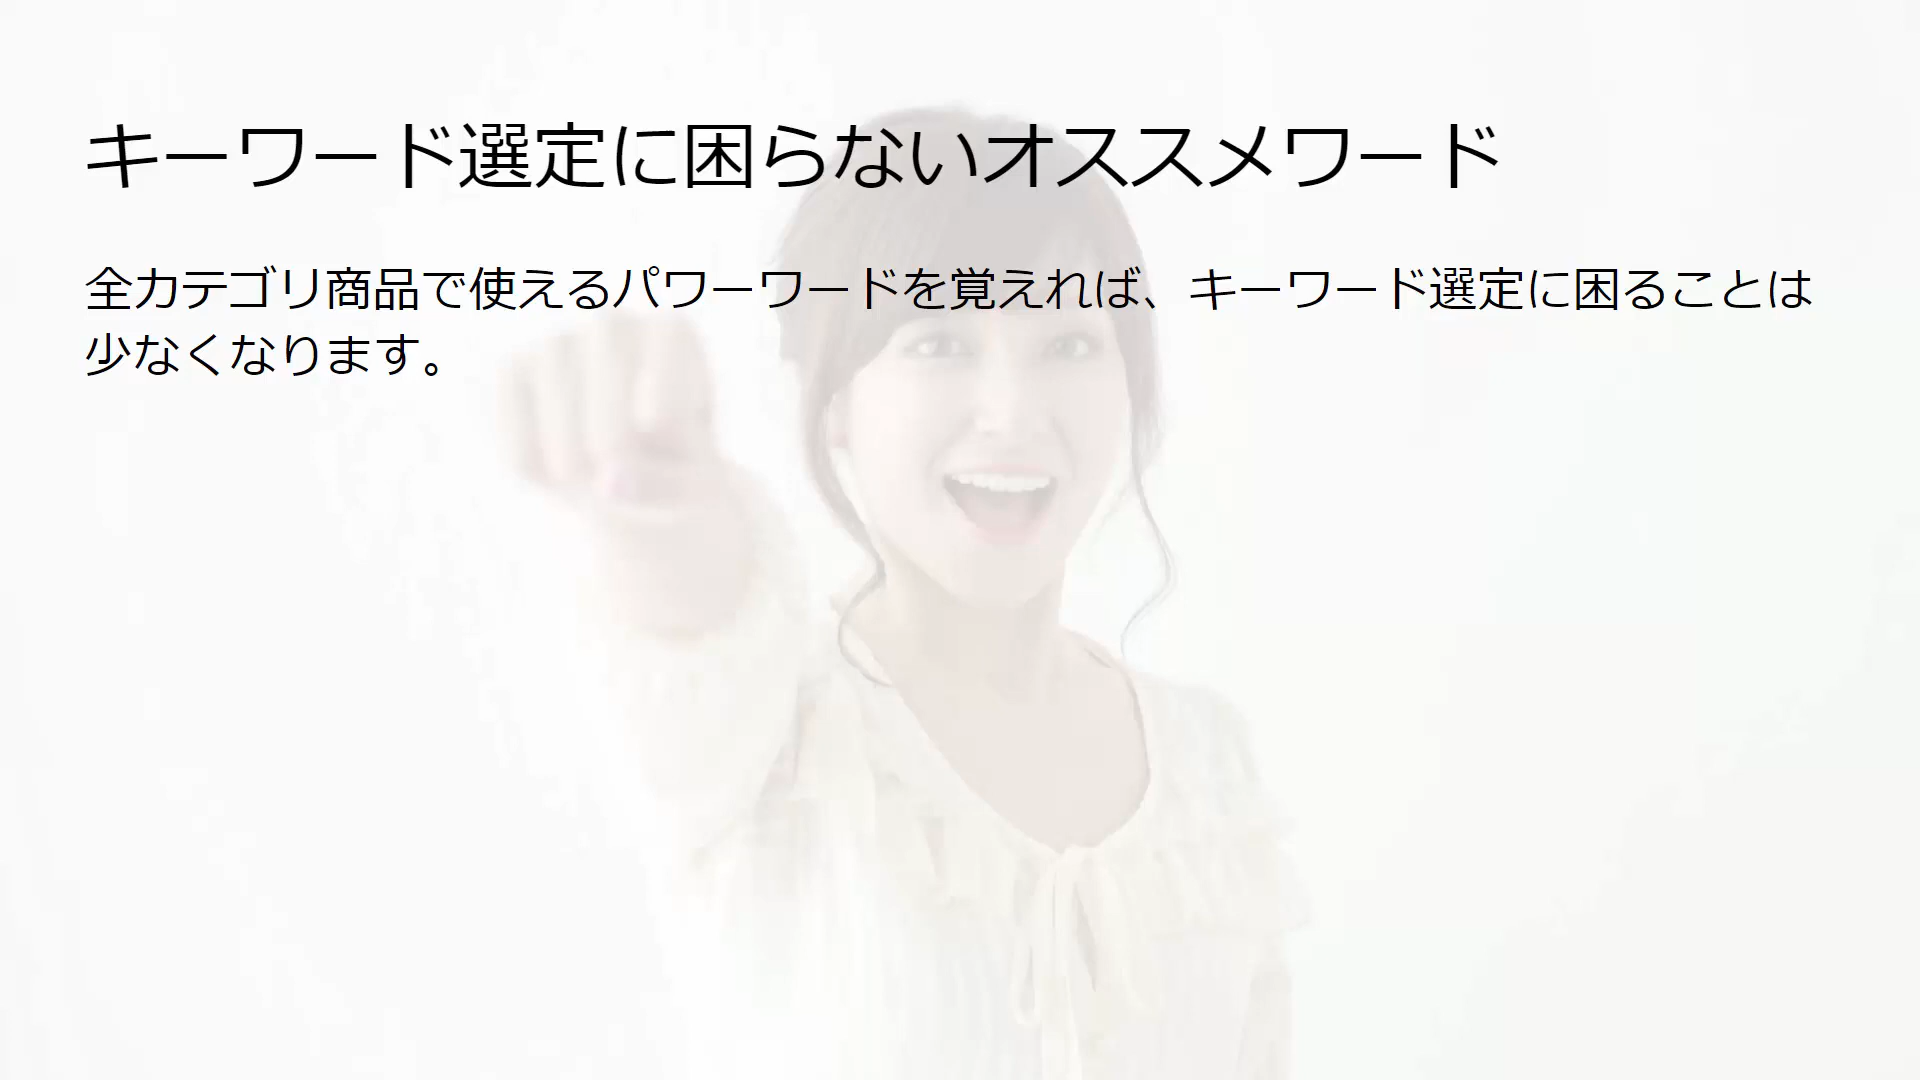 キーワード選定に困らないオススメワード
全カテゴリ商品で使えるパワーワードを覚えれば、キーワード選定に困ることは
少なくなります。